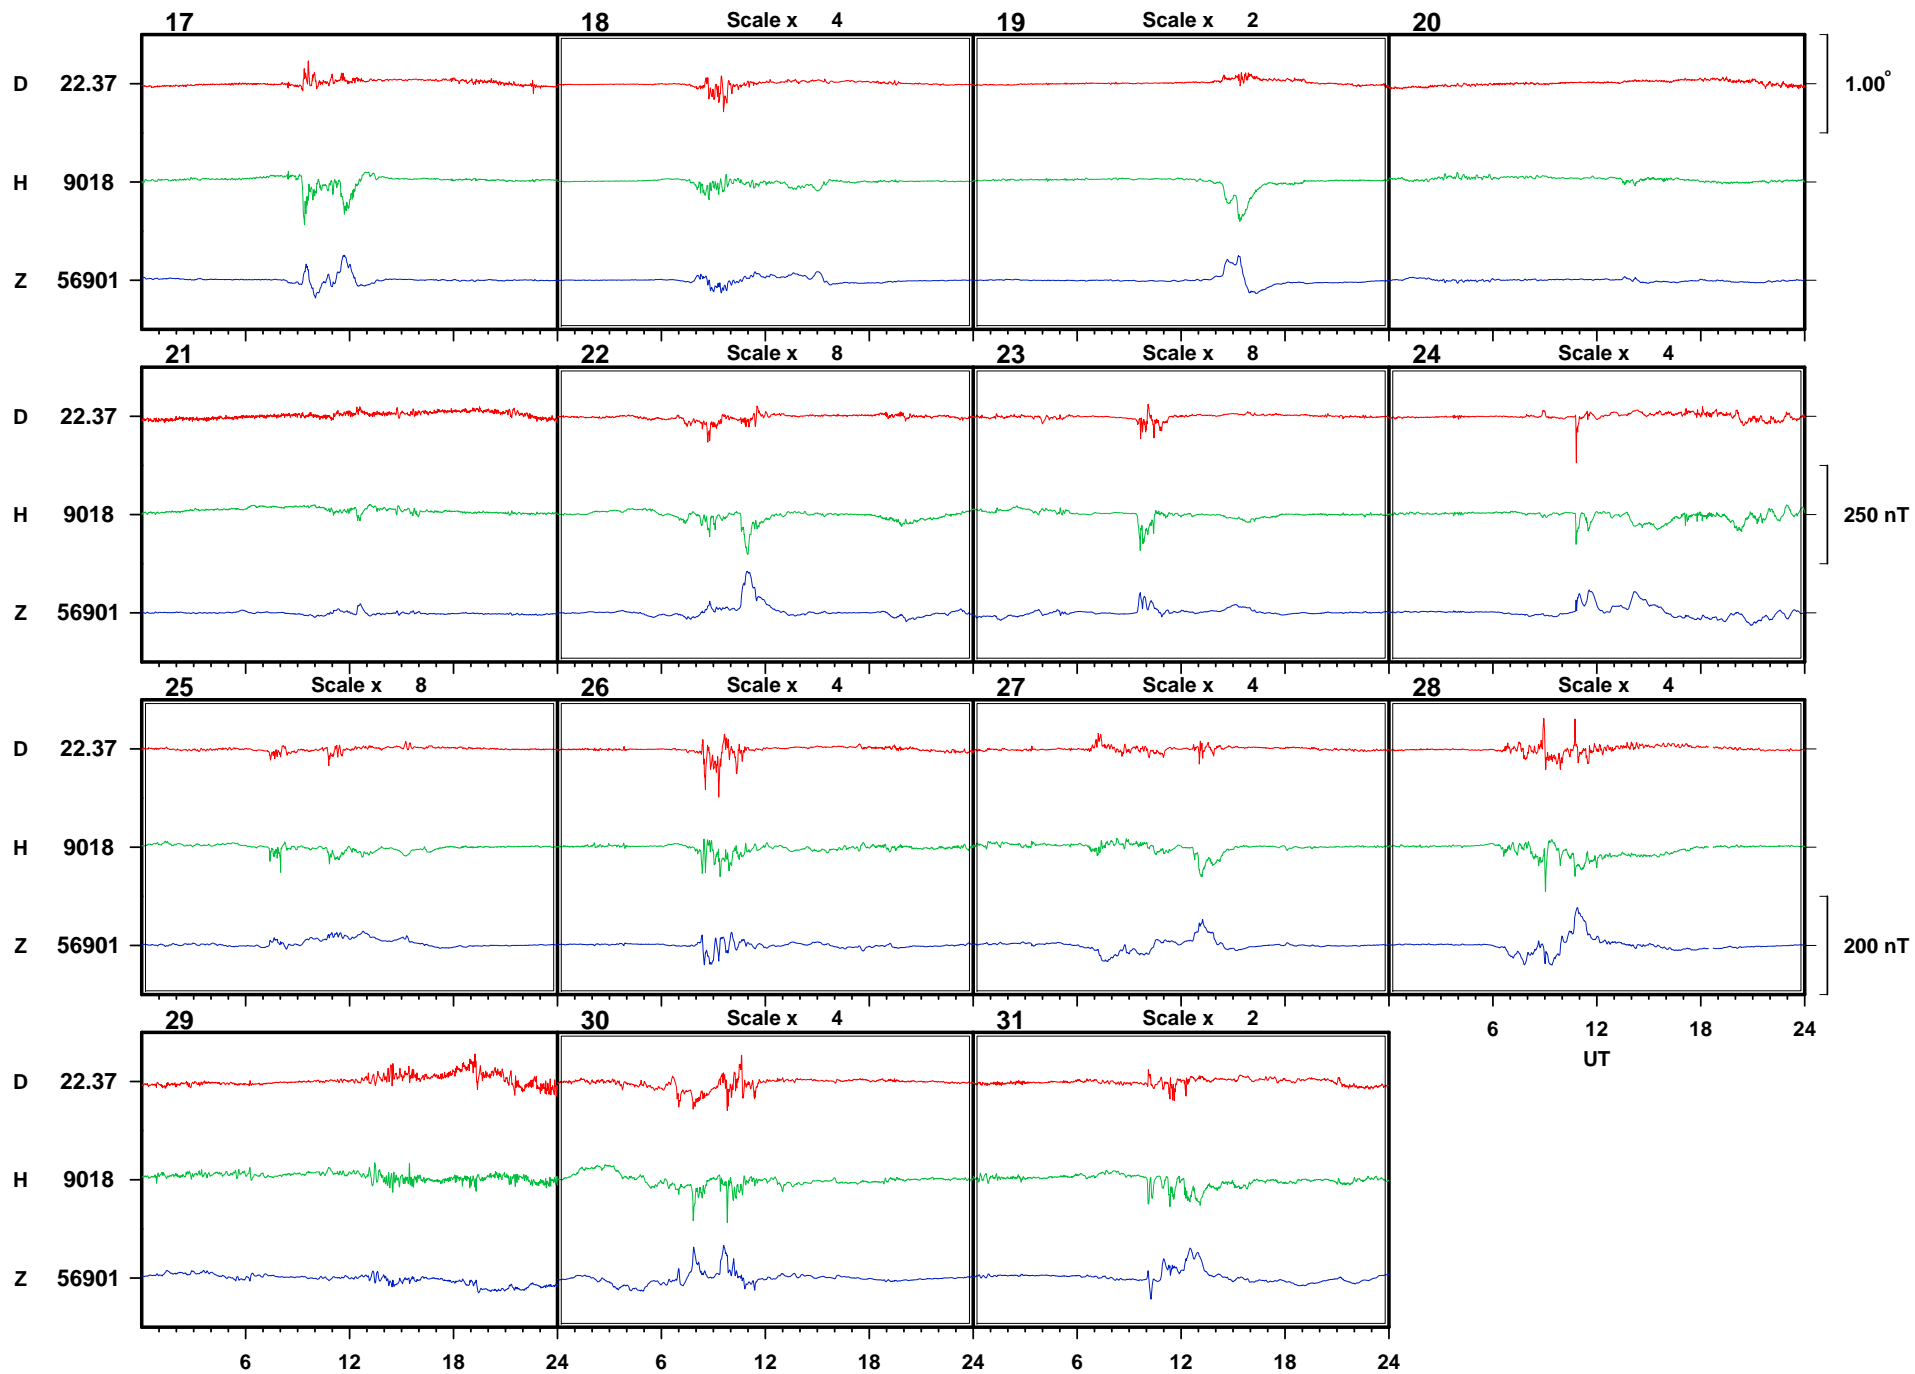 17 18 Scale x 4 19 Scale x 2 20
D 22.37 1.00°
H 9018
Z 56901
21 22 Scale x 8 23 Scale x 8 24 Scale x 4
D 22.37
H 9018 250 nT
Z 56901
25 Scale x 8 26 Scale x 4 27 Scale x 4 28 Scale x 4
D 22.37
H 9018
Z 56901 200 nT
29 30 Scale x 4 31 Scale x 2 6 12 18 24
UT
D 22.37
H 9018
Z 56901
6 12 18 24 6 12 18 24 6 12 18 24